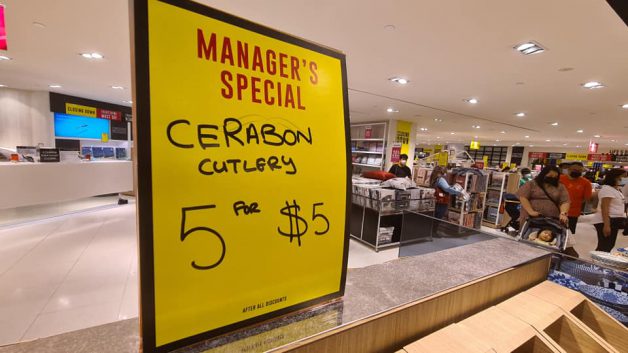 MANAGER'S
SPECIAL
CERABON
CUTLERY
5 FOR $5
AFTER ALL DISCOUNTS
CLOSING DOWN